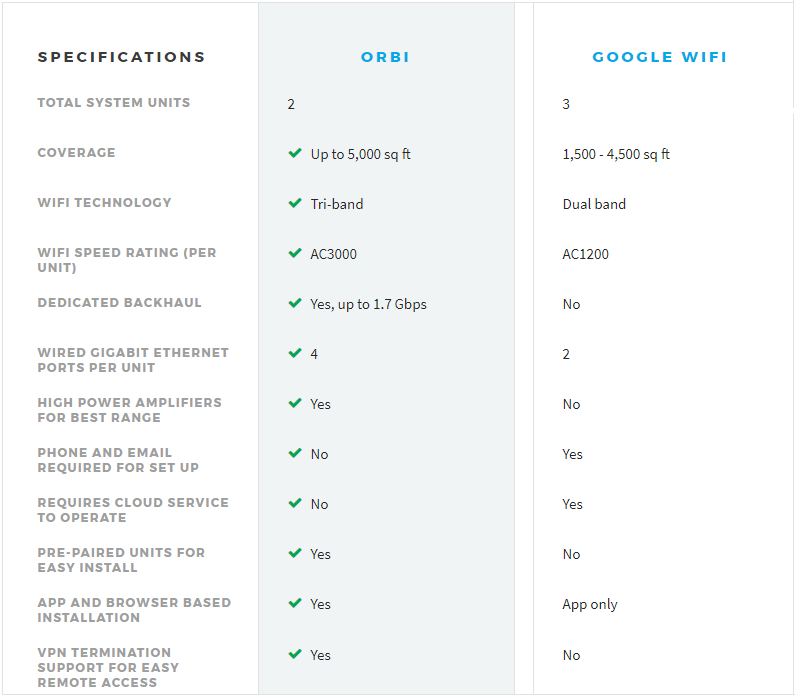 SPECIFICATIONS ORBI GOOGLE WIFI
TOTAL SYSTEM UNITS 2 3
COVERAGE Up to 5,000 sq ft 1,500 - 4,500 sq ft
WIFI TECHNOLOGY Tri-band Dual band
WIFI SPEED RATING (PER
UNIT) AC3000 AC1200
DEDICATED BACKHAUL Yes, up to 1.7 Gbps No
WIRED GIGABIT ETHERNET
PORTS PER UNIT 4 2
HIGH POWER AMPLIFIERS
FOR BEST RANGE Yes No
PHONE AND EMAIL
REQUIRED FOR SET UP No Yes
REQUIRES CLOUD SERVICE
TO OPERATE No Yes
PRE-PAIRED UNITS FOR
EASY INSTALL Yes No
APP AND BROWSER BASED
INSTALLATION Yes App only
VPN TERMINATION
SUPPORT FOR EASY Yes No
REMOTE ACCESS